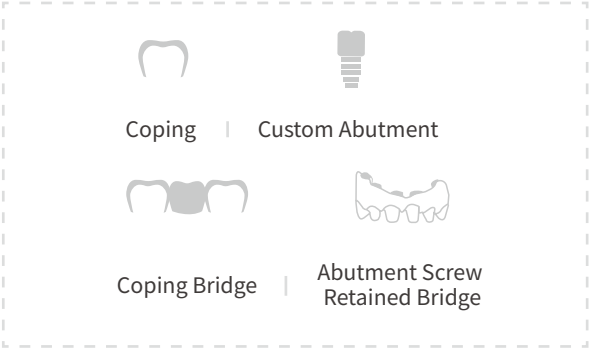 Coping
Custom Abutment
Coping Bridge
Abutment Screw
Retained Bridge